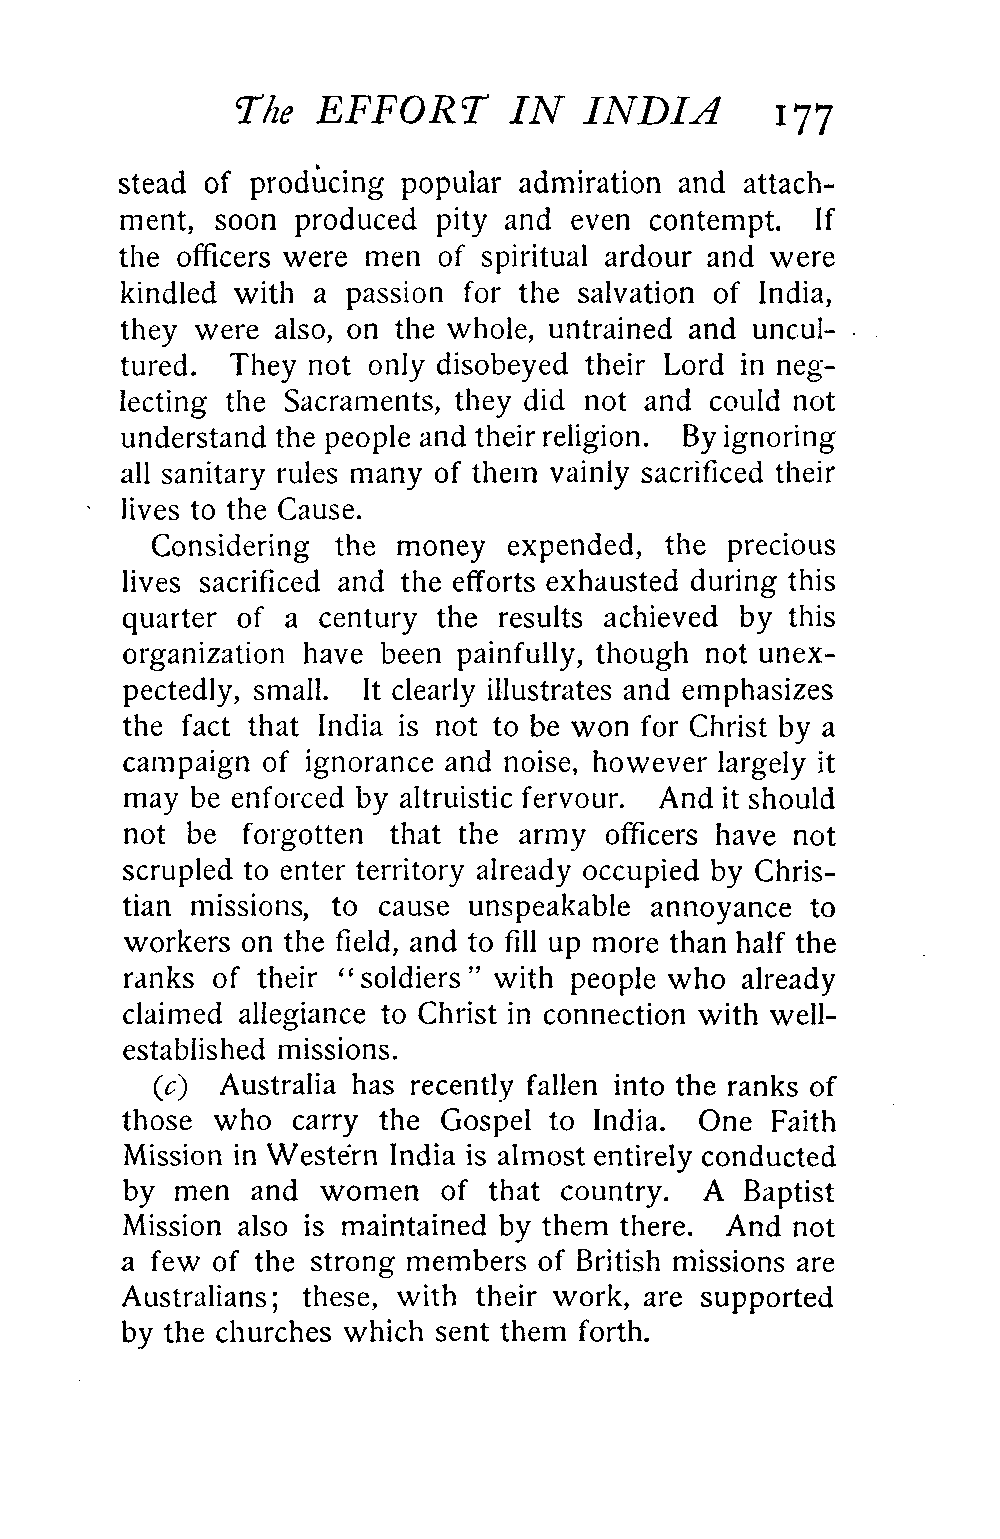 The EFFORT IN INDIA 177
stead of producing popular admiration and attach-
ment, soon produced pity and even contempt. If
the officers were men of spiritual ardour and were
kindled with a passion for the salvation of India,
they were also, on the whole, untrained and uncul-
tured. They not only disobeyed their Lord in neg-
lecting the Sacraments, they did not and could not
understand the people and their religion. By ignoring
all sanitary rules many of them vainly sacrificed their
lives to the Cause.
Considering the money expended, the precious
lives sacrificed and the efforts exhausted during this
quarter of a century the results achieved by this
organization have been painfully, though not unex-
pectedly, small. It clearly illustrates and emphasizes
the fact that India is not to be won for Christ by a
campaign of ignorance and noise, however largely it
may be enforced by altruistic fervour. And it should
not be forgotten that the army officers have not
scrupled to enter territory already occupied by Chris-
tian missions, to cause unspeakable annoyance to
workers on the field, and to fill up more than half the
ranks of their "soldiers" with people who already
claimed allegiance to Christ in connection with well-
established missions.
(c) Australia has recently fallen into the ranks of
those who carry the Gospel to India. One Faith
Mission in Western India is almost entirely conducted
by men and women of that country. A Baptist
Mission also is maintained by them there. And not
a few of the strong members of British missions are
Australians; these, with their work, are supported
by the churches which sent them forth.